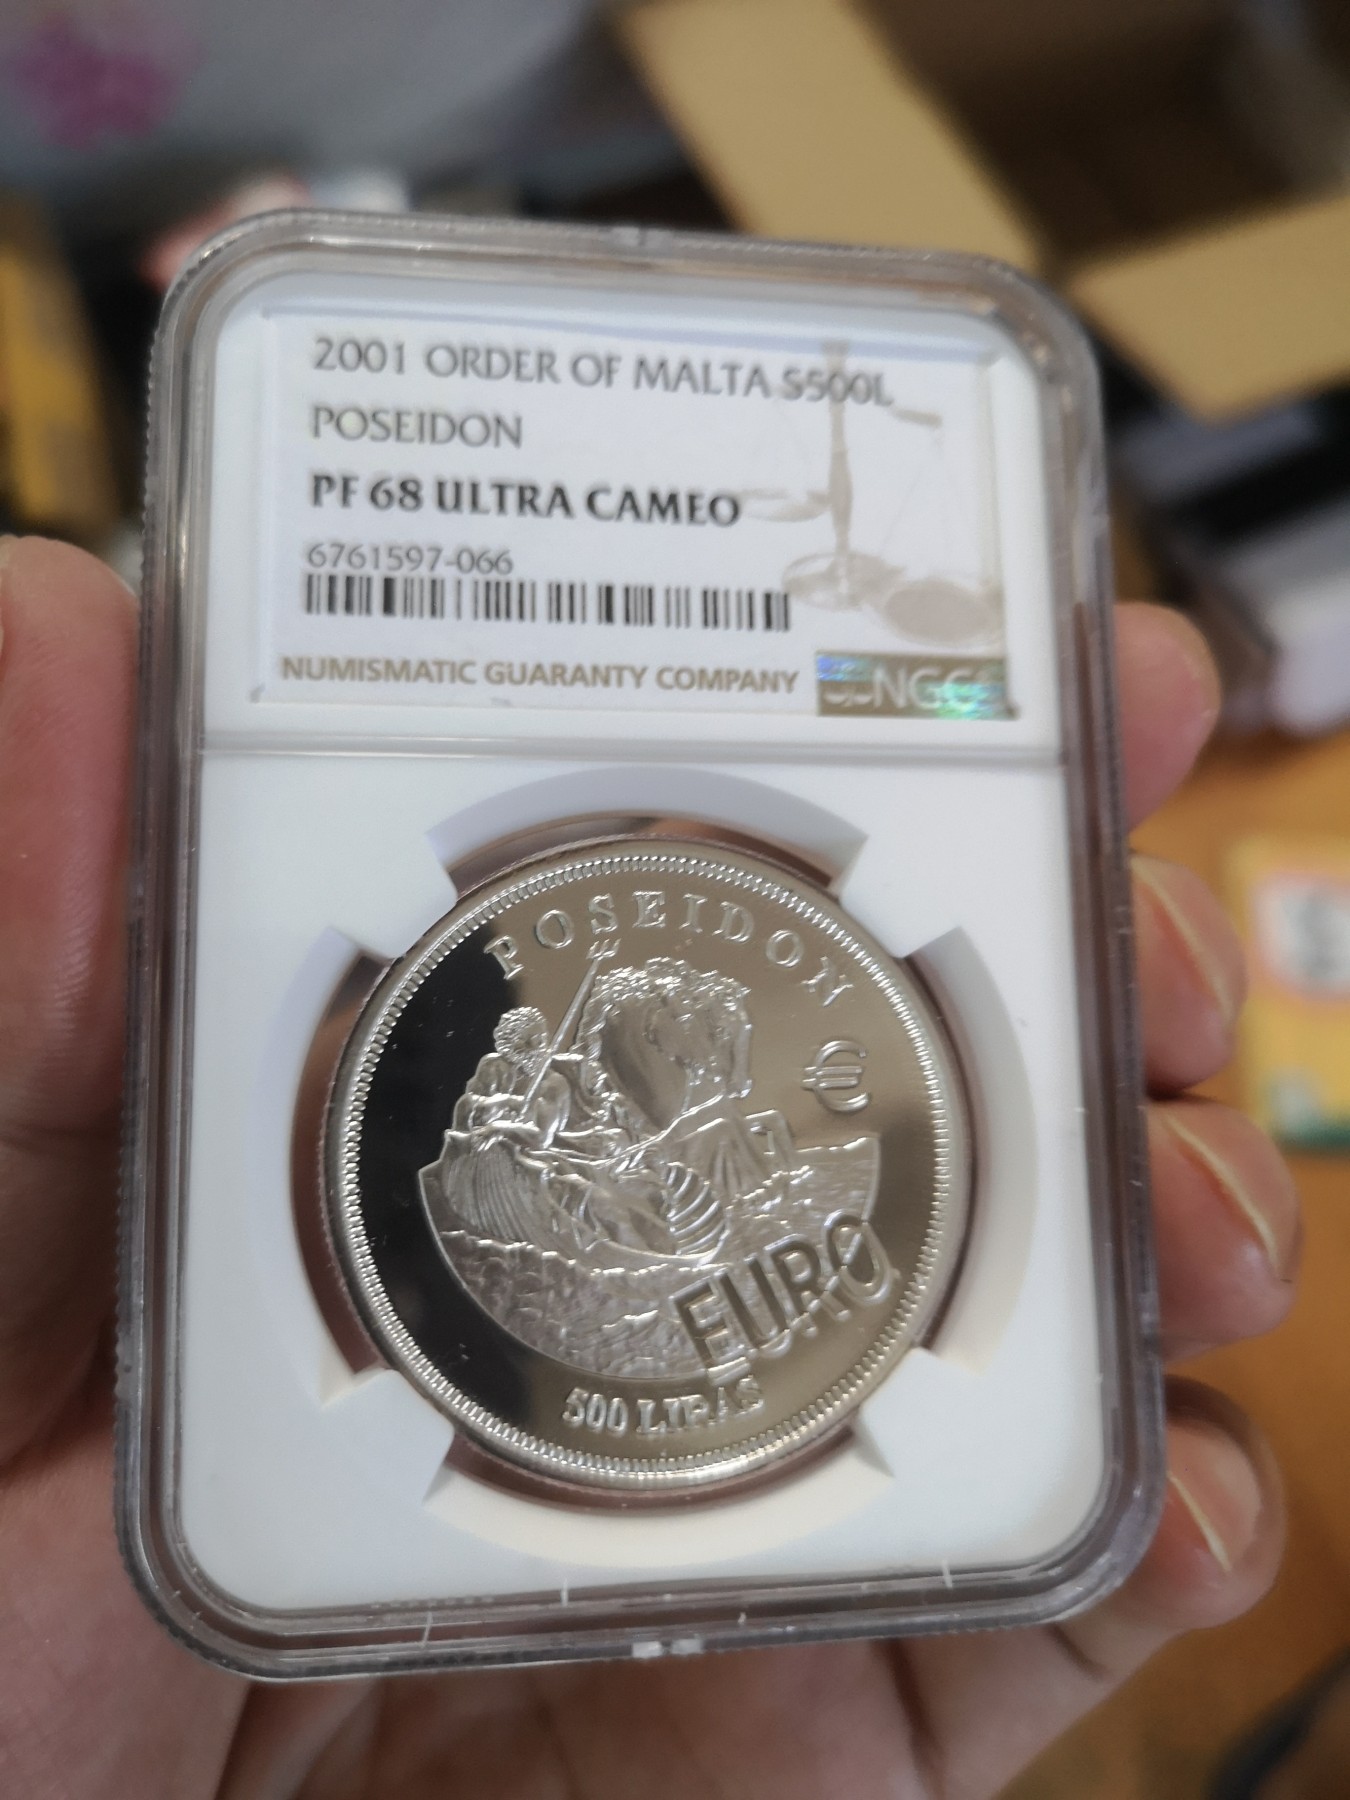 2001 ORDER OF MALTA S500L
POSEIDON
PF 68 ULTRA CAMEO
6761597-066
NUMISMATIC GUARANTY COMPANY
NGC
POSEIDON
€
EURO
500 LIRAS